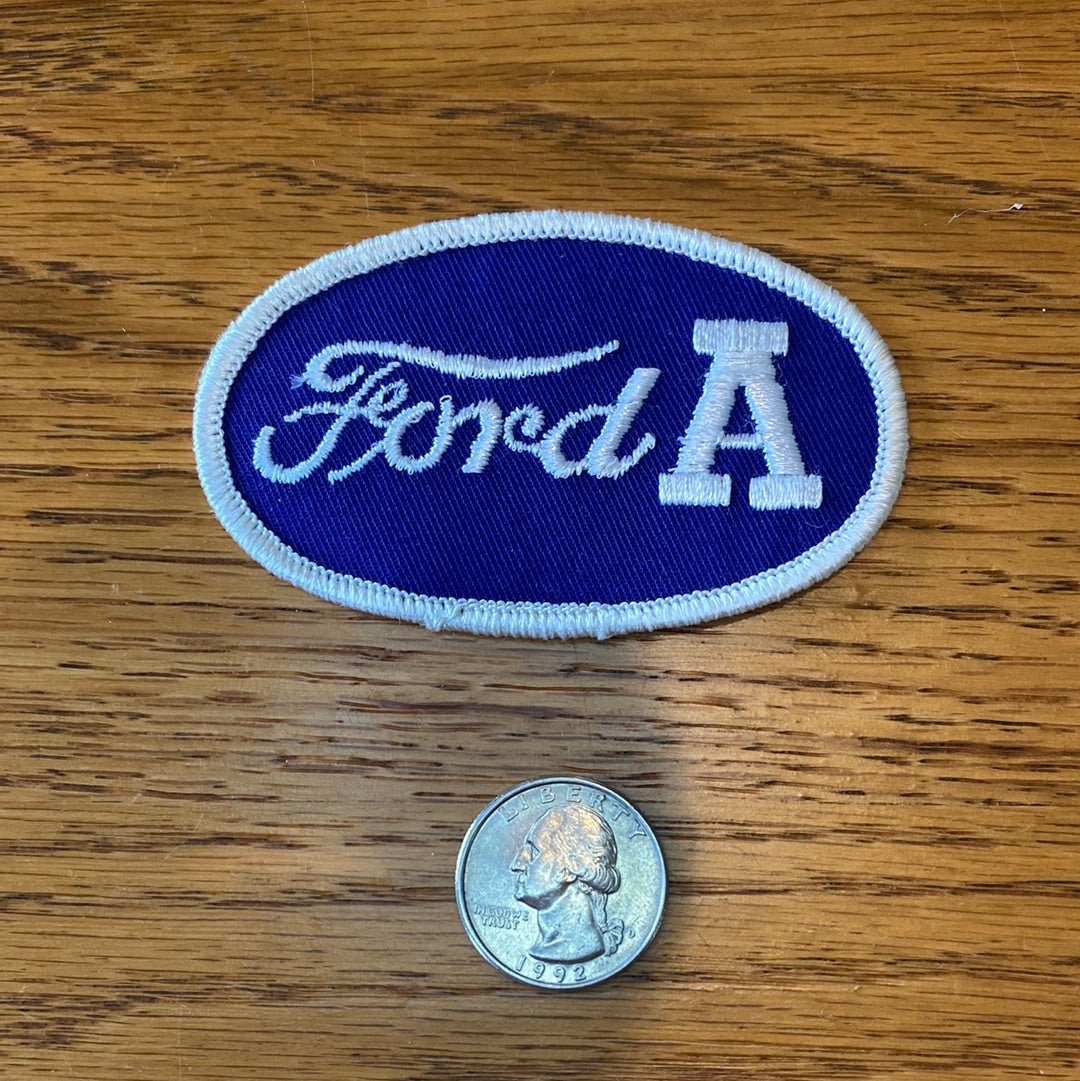 Ford A
LIBERTY
IN GOD WE
TRUST
D
1992